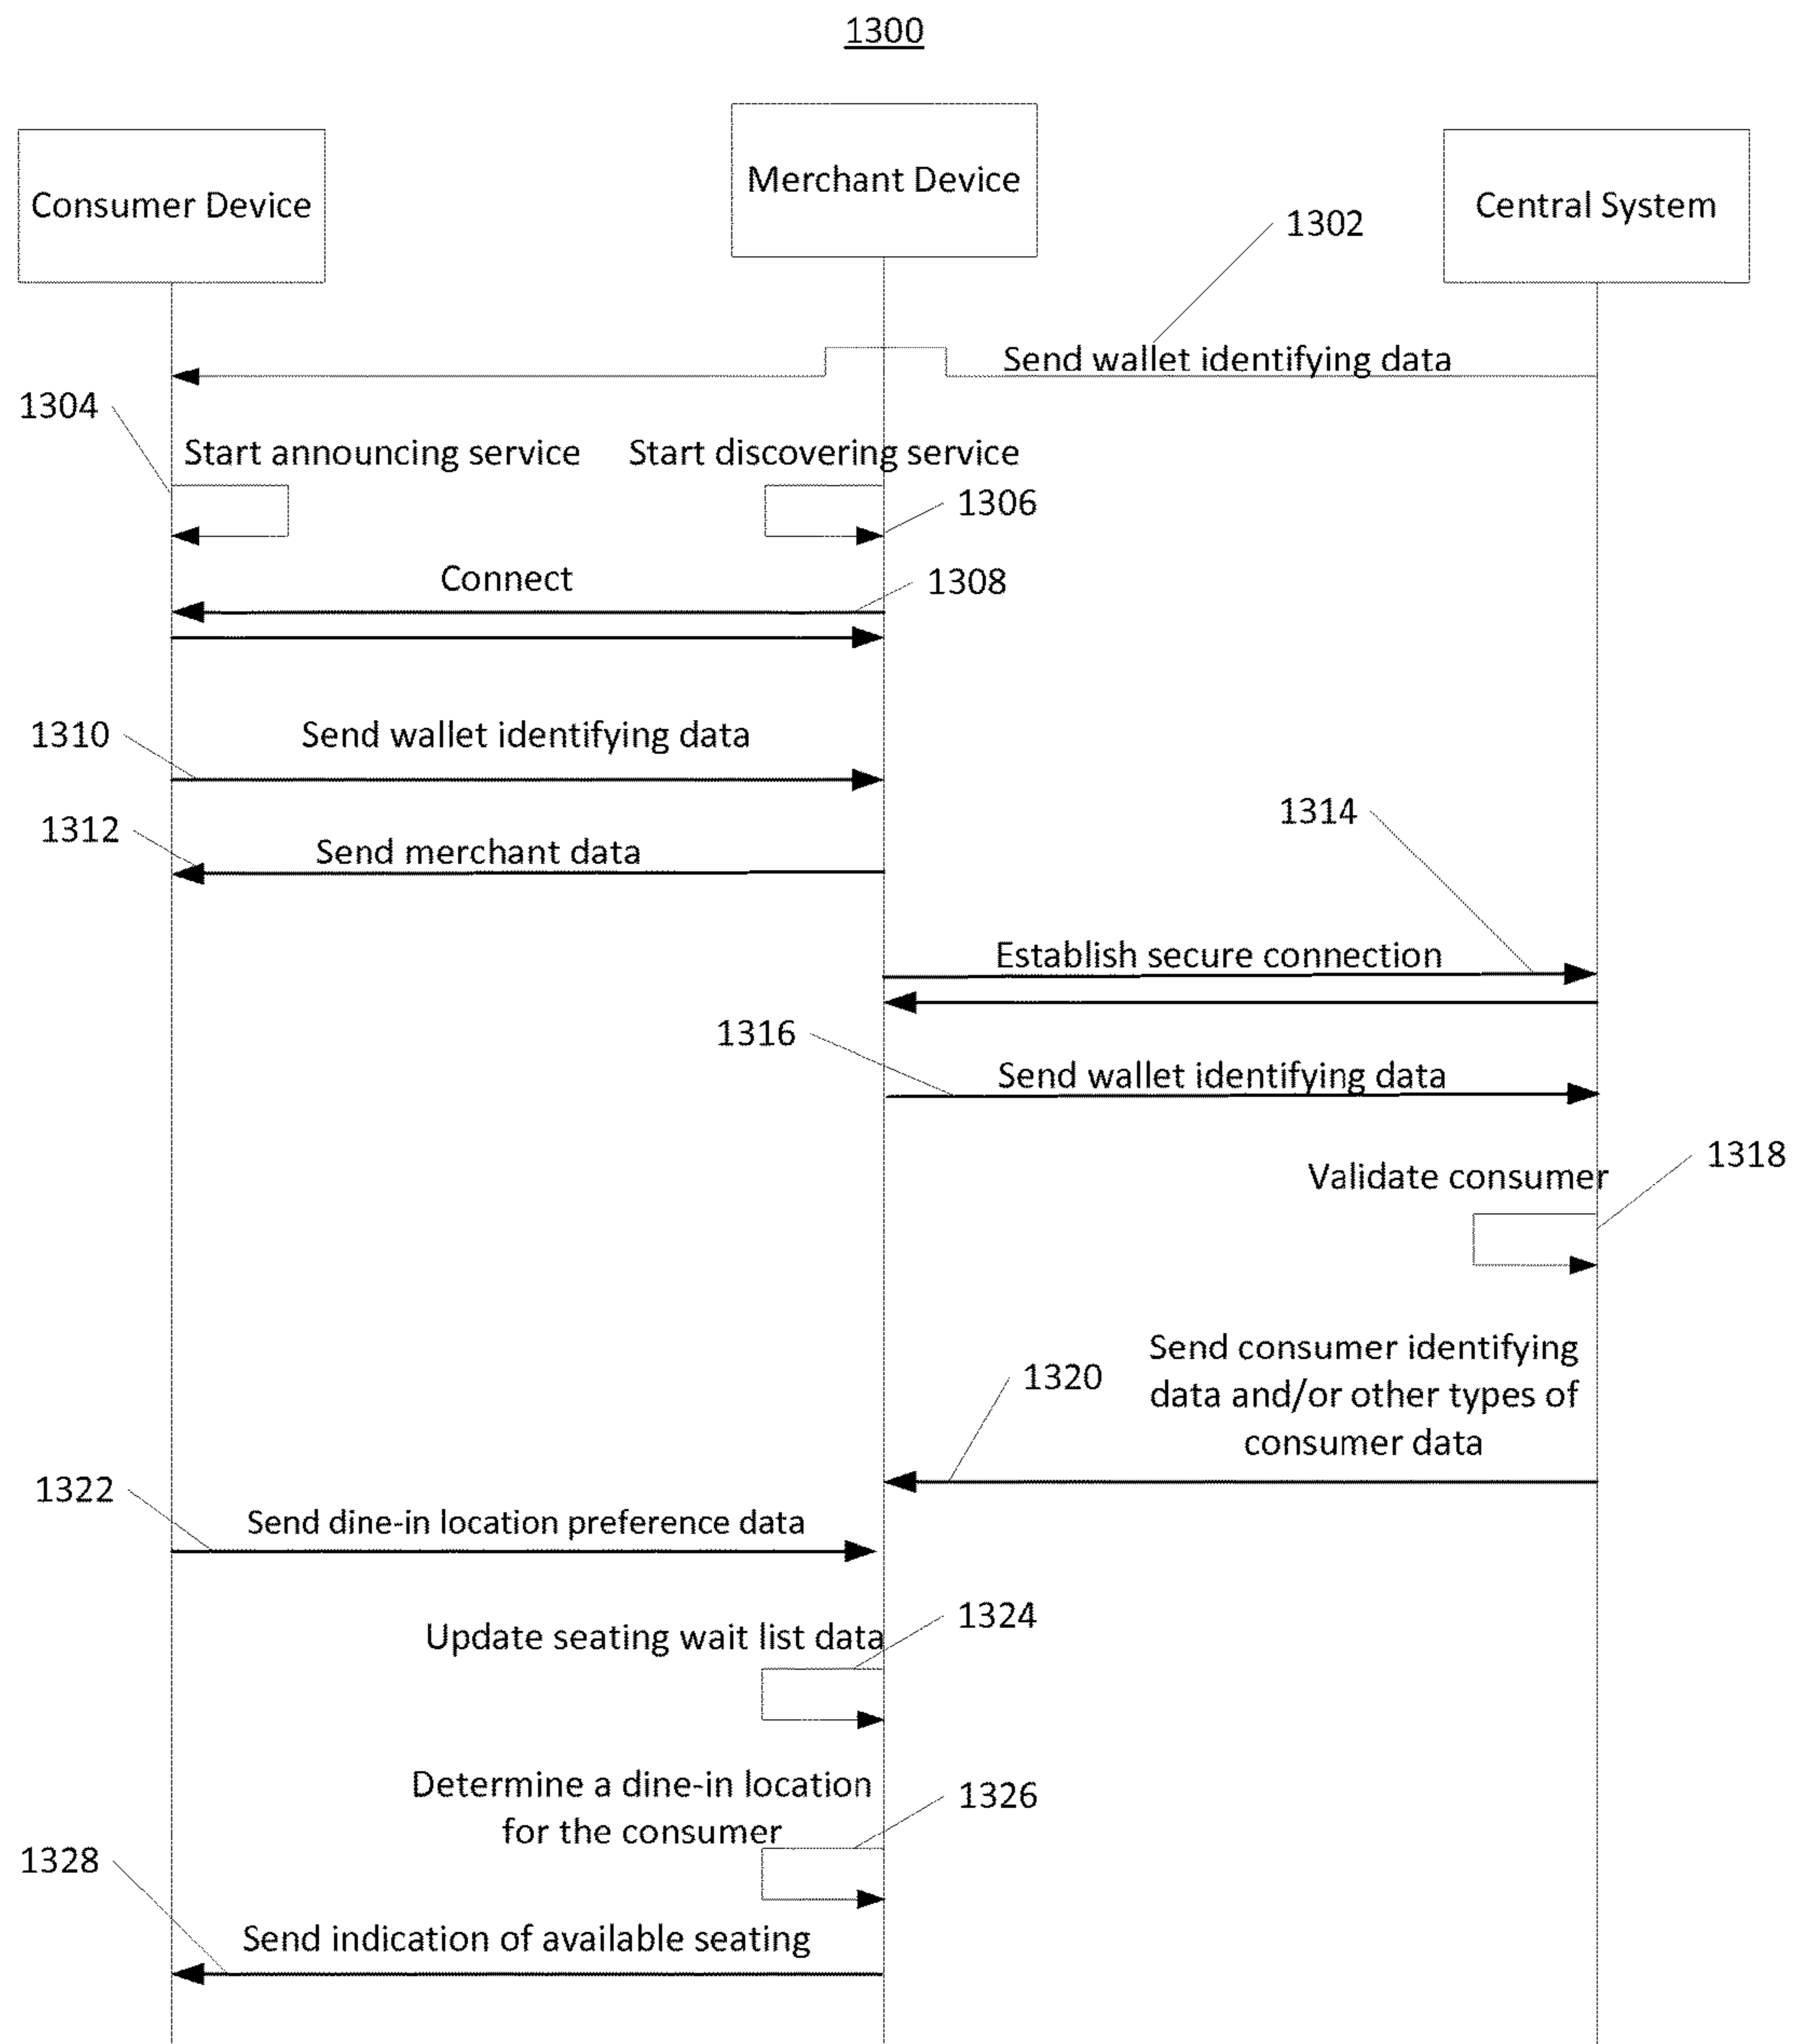 1300
Consumer Device
Merchant Device
Central System
1302
Send wallet identifying data
1304
Start announcing service
Start discovering service
1306
Connect
1308
1310
Send wallet identifying data
1312
Send merchant data
1314
Establish secure connection
1316
Send wallet identifying data
1318
Validate consumer
Send consumer identifying
data and/or other types of
consumer data
1320
1322
Send dine-in location preference data
1324
Update seating wait list data
Determine a dine-in location
for the consumer
1326
1328
Send indication of available seating